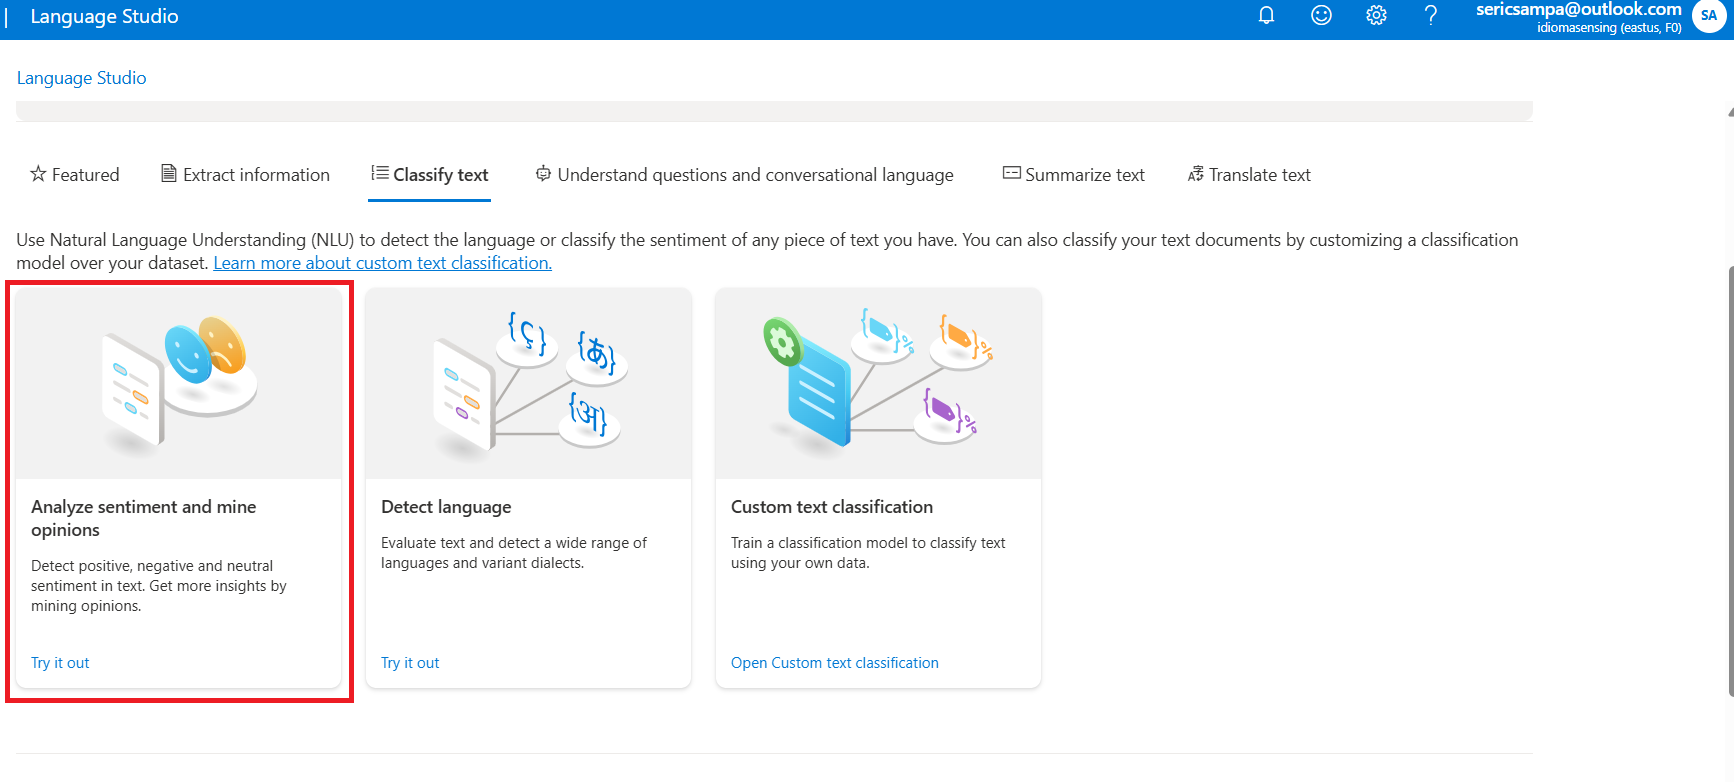 Language Studio
sericsampa@outlook.com
idiomasensing (eastus, F0)
SA
Language Studio
Featured
Extract information
Classify text
Understand questions and conversational language
Summarize text
Translate text
Use Natural Language Understanding (NLU) to detect the language or classify the sentiment of any piece of text you have. You can also classify your text documents by customizing a classification
model over your dataset. Learn more about custom text classification.
Analyze sentiment and mine
opinions
Detect positive, negative and neutral
sentiment in text. Get more insights by
mining opinions.
Try it out
{ç}
{あ}
{अ}
Detect language
Evaluate text and detect a wide range of
languages and variant dialects.
Try it out
%
%
%
Custom text classification
Train a classification model to classify text
using your own data.
Open Custom text classification